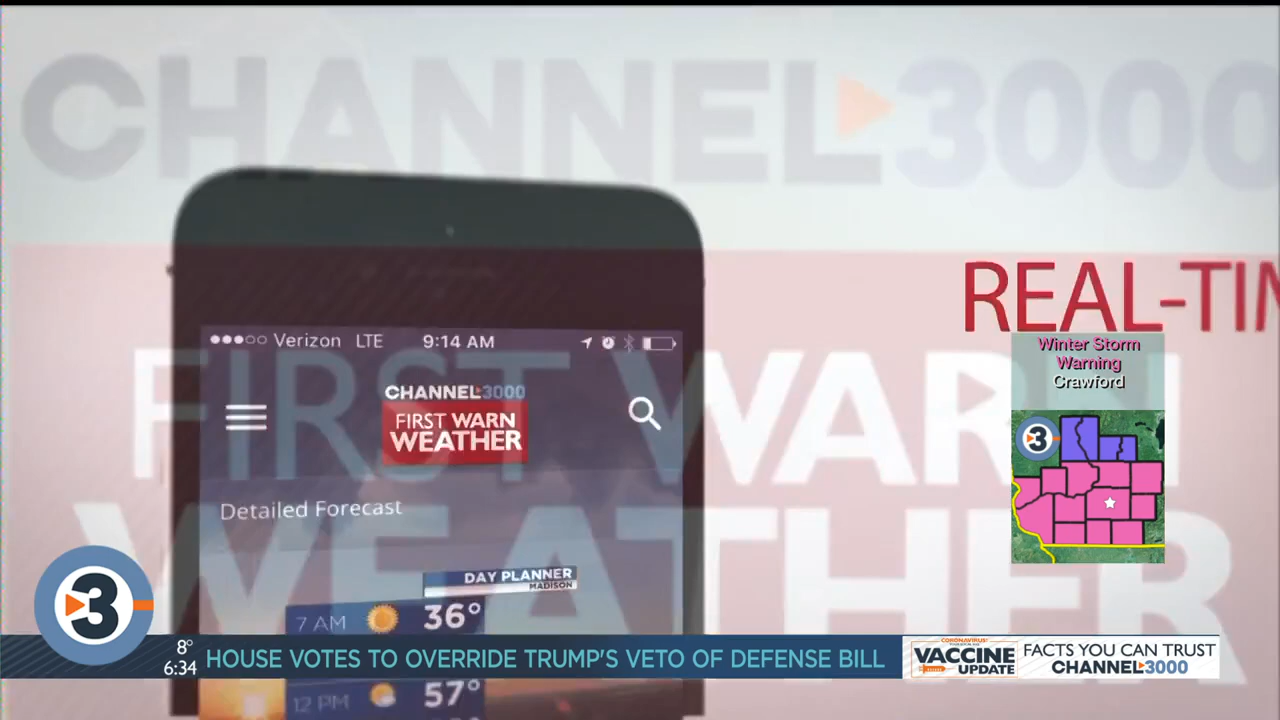 CHANNEL3000
REAL-TIM
FIRST WARN
WEATHER
Verizon LTE 9:14 AM
CHANNEL3000
FIRST WARN
WEATHER
Detailed Forecast
DAY PLANNER
MADISON
7 AM 36°
12 PM 57°
Winter Storm
Warning
Crawford
3
3
8°
6:34
HOUSE VOTES TO OVERRIDE TRUMP'S VETO OF DEFENSE BILL
CORONAVIRUS
VACCINE
UPDATE
FACTS YOU CAN TRUST
CHANNEL3000